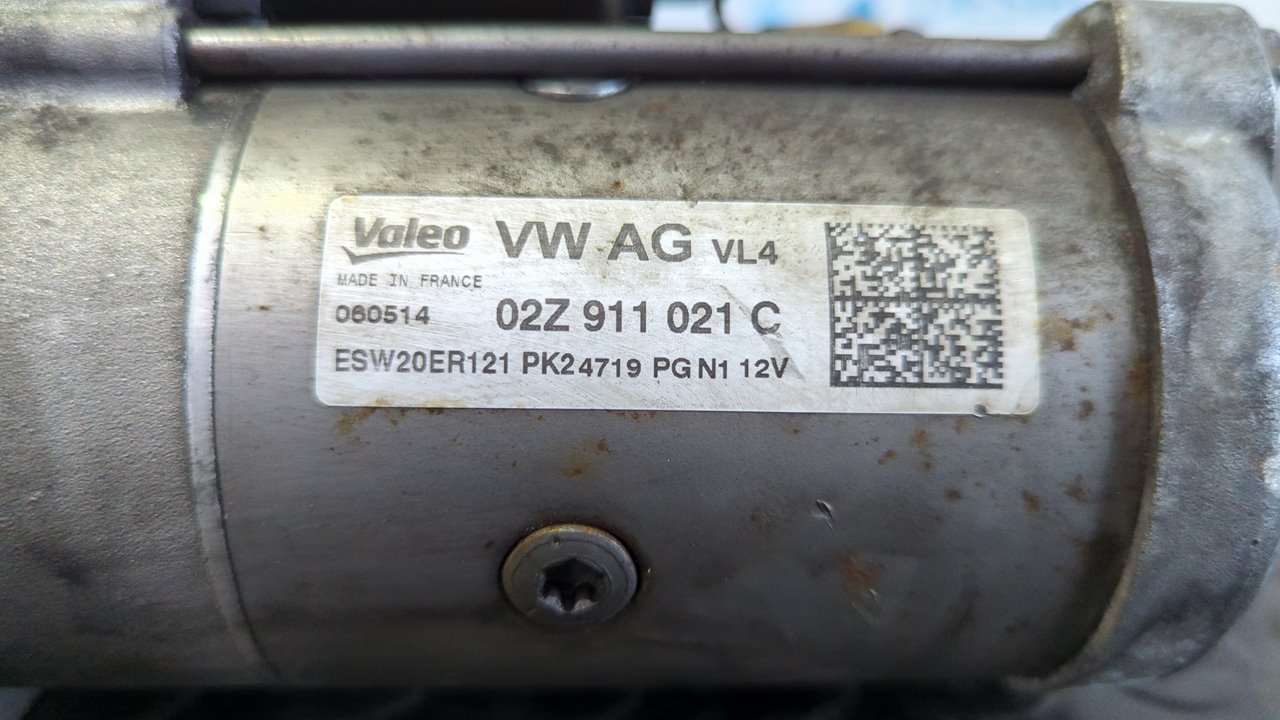 Valeo VW AG VL4
MADE IN FRANCE
060514 02Z 911 021 C
ESW20ER121 PK24719 PG N1 12V